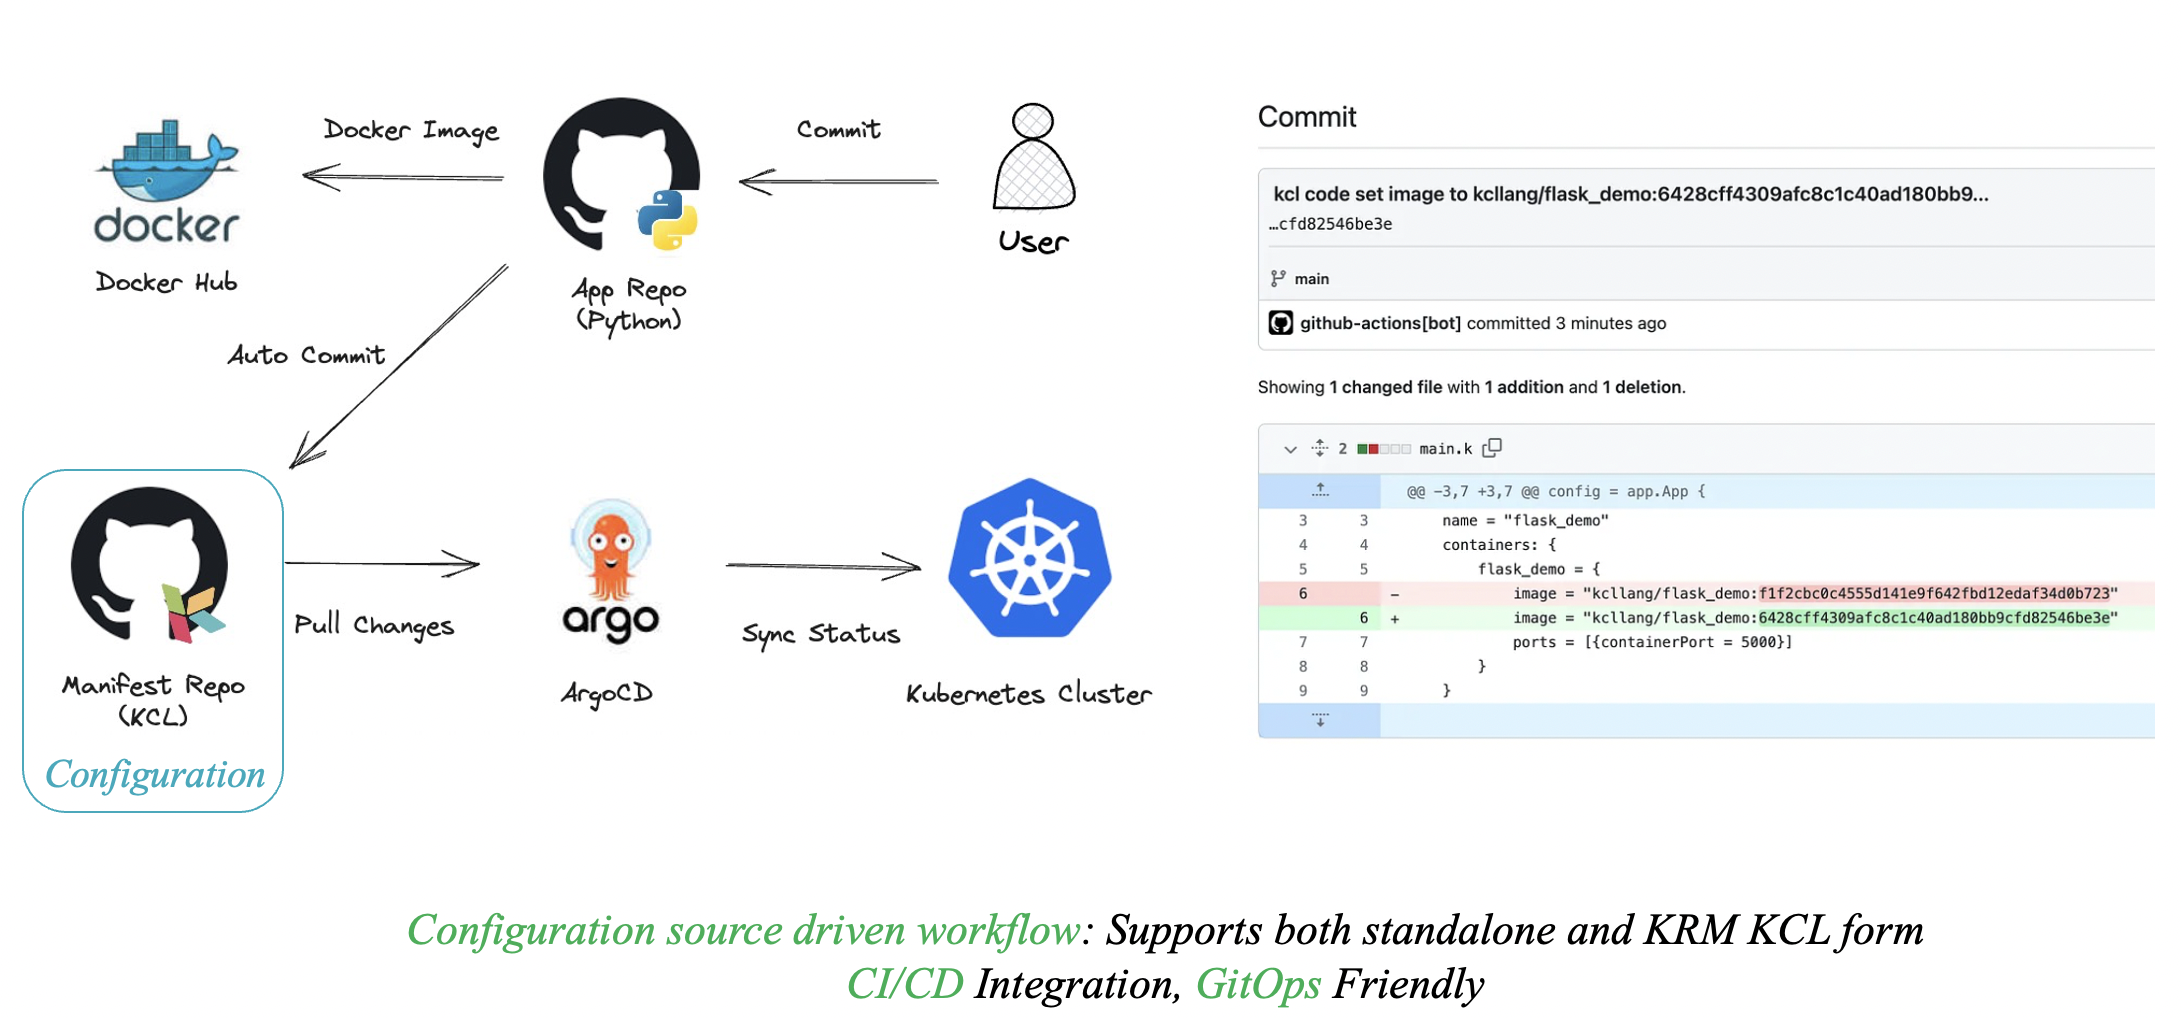 Docker Image
Commit
docker
Docker Hub
App Repo
(Python)
User
Auto Commit
Manifest Repo
(KCL)
Configuration
Pull Changes
argo
ArgoCD
Sync Status
Kubernetes Cluster
Commit
kcl code set image to kcllang/flask_demo:6428cff4309afc8c1c40ad180bb9...
...cfd82546be3e
main
github-actions[bot] committed 3 minutes ago
Showing 1 changed file with 1 addition and 1 deletion.
2 main.k
@@ -3,7 +3,7 @@ config = app.App {
3 3 name = "flask_demo"
4 4 containers: {
5 5 flask_demo = {
6 - image = "kcllang/flask_demo:f1f2cbc0c4555d141e9f642fbd12edaf34d0b723"
6 + image = "kcllang/flask_demo:6428cff4309afc8c1c40ad180bb9cfd82546be3e"
7 7 ports = [{containerPort = 5000}]
8 8 }
9 9 }
Configuration source driven workflow: Supports both standalone and KRM KCL form
CI/CD Integration, GitOps Friendly